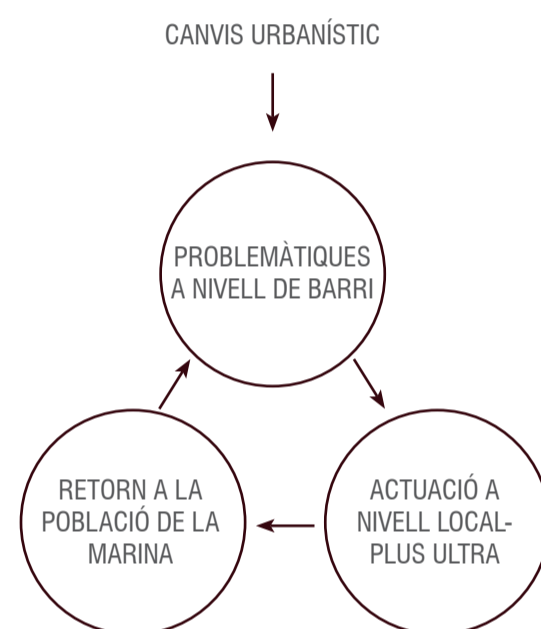 CANVIS URBANÍSTIC
PROBLEMÀTIQUES
A NIVELL DE BARRI
RETORN A LA
POBLACIÓ DE LA
MARINA
ACTUACIÓ A
NIVELL LOCAL-
PLUS ULTRA